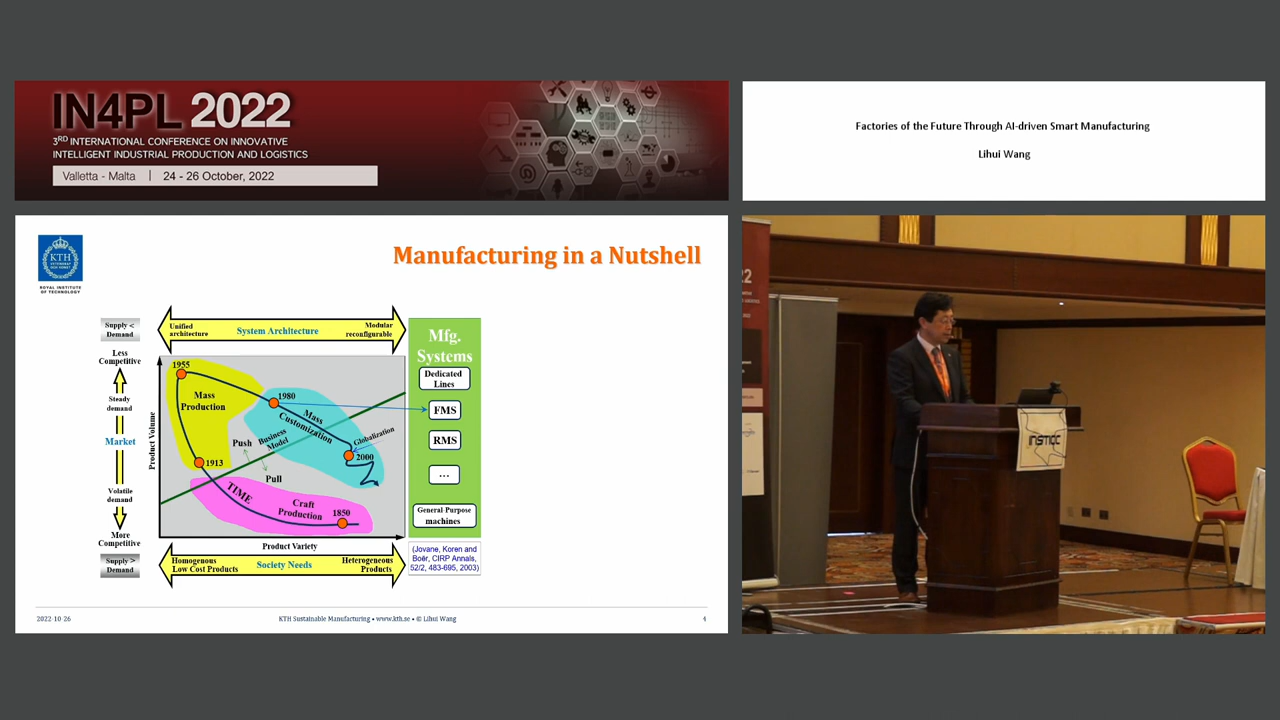 IN4PL 2022
3RD INTERNATIONAL CONFERENCE ON INNOVATIVE
INTELLIGENT INDUSTRIAL PRODUCTION AND LOGISTICS
Valletta - Malta | 24 - 26 October, 2022
Factories of the Future Through AI-driven Smart Manufacturing
Lihui Wang
KTH
ROYAL INSTITUTE
OF TECHNOLOGY
Manufacturing in a Nutshell
Supply <
Demand
Less
Competitive
Steady
demand
Market
Volatile
demand
More
Competitive
Supply >
Demand
Unified
architecture
System Architecture
Modular
reconfigurable
Product Volume
1955
Mass
Production
1913
1980
Mass
Customization
Push
Business
Model
Pull
Globalization
2000
TIME
Craft
Production
1850
Product Variety
Homogenous
Low Cost Products
Society Needs
Heterogeneous
Products
Mfg.
Systems
Dedicated
Lines
FMS
RMS
...
General Purpose
machines
(Jovane, Koren and
Boër, CIRP Annals,
52/2, 483-695, 2003)
2022-10-26
KTH Sustainable Manufacturing • www.kth.se • © Lihui Wang
4
22
INSTICC